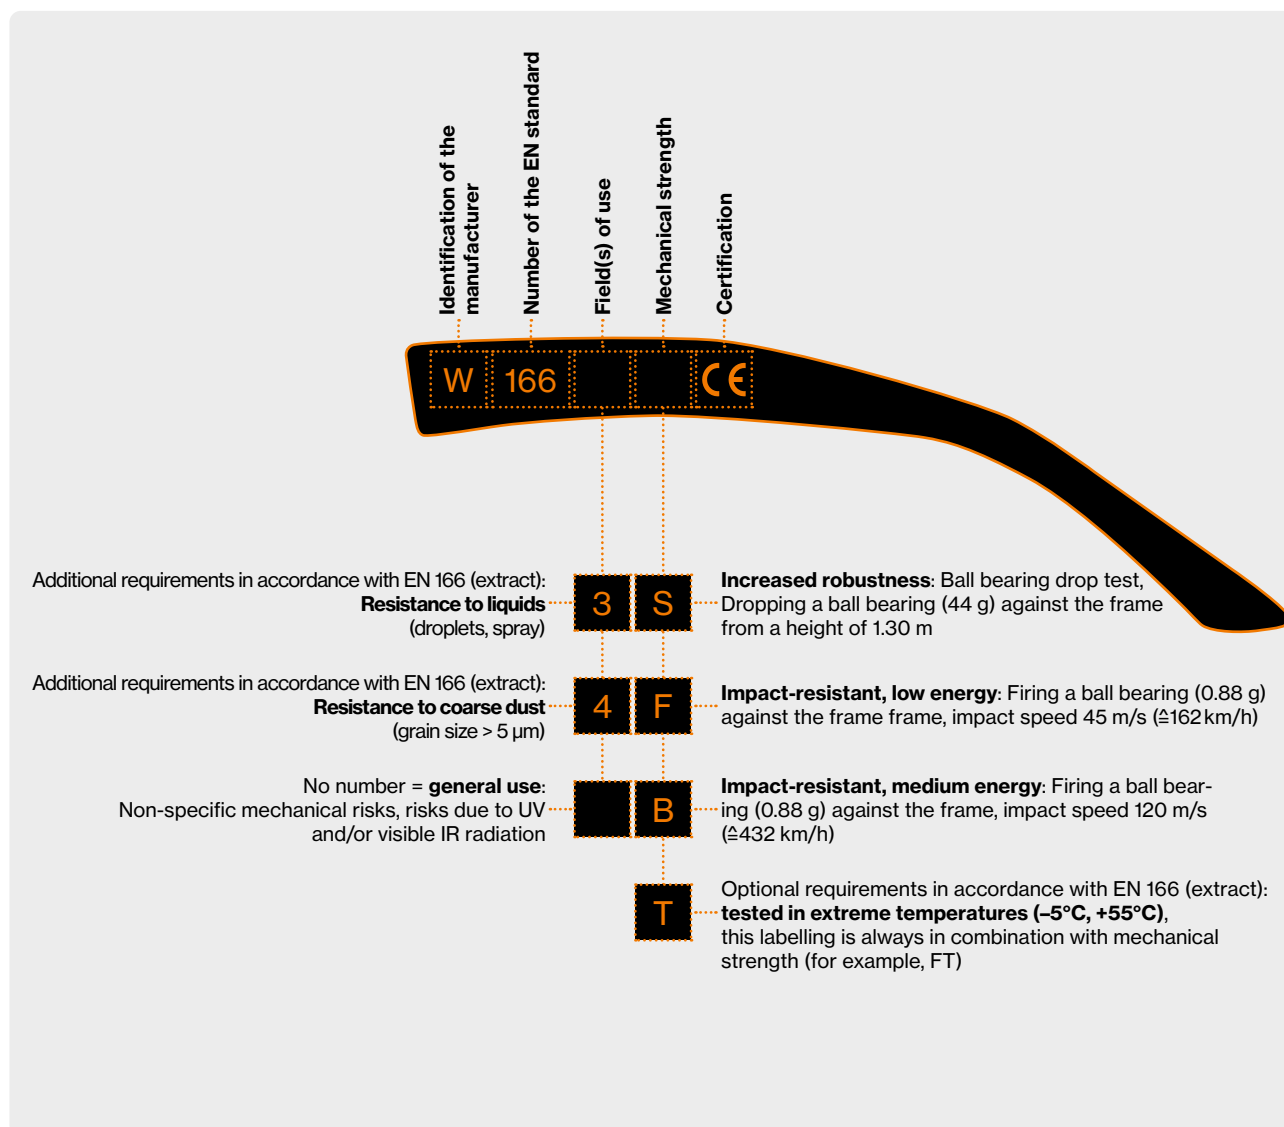 Identification of the
manufacturer
Number of the EN standard
Field(s) of use
Mechanical strength
Certification
W
166
CE
Additional requirements in accordance with EN 166 (extract):
Resistance to liquids
(droplets, spray)
3
S
Increased robustness: Ball bearing drop test,
Dropping a ball bearing (44 g) against the frame
from a height of 1.30 m
Additional requirements in accordance with EN 166 (extract):
Resistance to coarse dust
(grain size > 5 µm)
4
F
Impact-resistant, low energy: Firing a ball bearing (0.88 g)
against the frame frame, impact speed 45 m/s (≙162 km/h)
No number = general use:
Non-specific mechanical risks, risks due to UV
and/or visible IR radiation
B
Impact-resistant, medium energy: Firing a ball bear-
ing (0.88 g) against the frame, impact speed 120 m/s
(≙432 km/h)
T
Optional requirements in accordance with EN 166 (extract):
tested in extreme temperatures (–5°C, +55°C),
this labelling is always in combination with mechanical
strength (for example, FT)